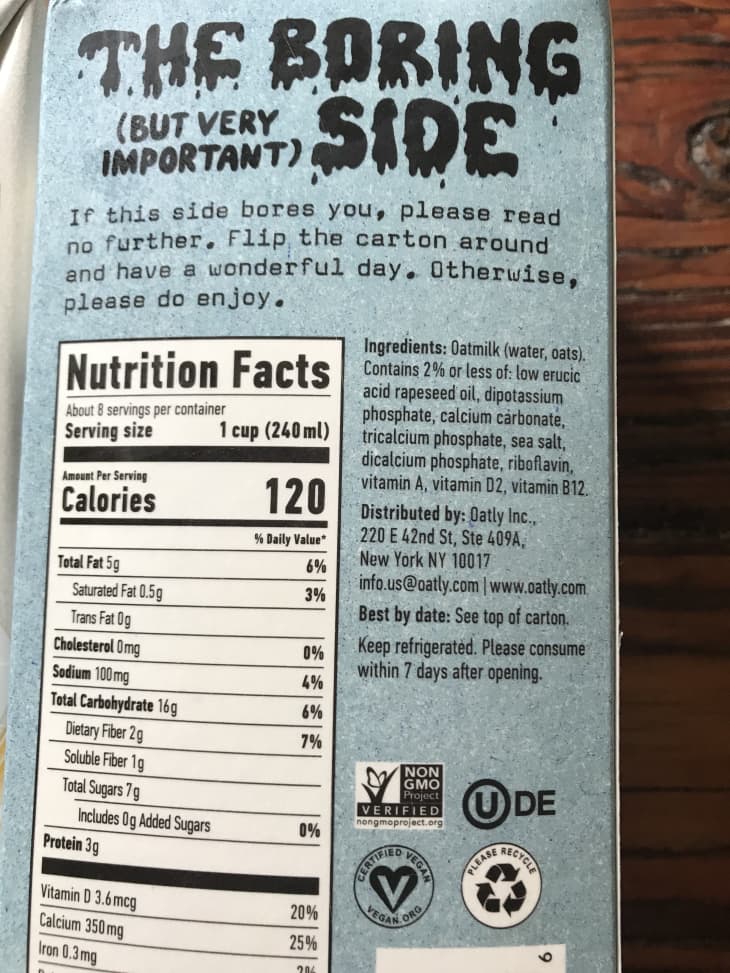 THE BORING
(BUT VERY
IMPORTANT) SIDE
If this side bores you, please read
no further. Flip the carton around
and have a wonderful day. Otherwise,
please do enjoy.
Nutrition Facts
About 8 servings per container
Serving size 1 cup (240 ml)
Amount Per Serving
Calories 120
% Daily Value*
Total Fat 5g 6%
Saturated Fat 0.5g 3%
Trans Fat 0g
Cholesterol 0mg 0%
Sodium 100mg 4%
Total Carbohydrate 16g 6%
Dietary Fiber 2g 7%
Soluble Fiber 1g
Total Sugars 7g
Includes 0g Added Sugars 0%
Protein 3g
Vitamin D 3.6mcg 20%
Calcium 350mg 25%
Iron 0.3mg
Ingredients: Oatmilk (water, oats).
Contains 2% or less of: low erucic
acid rapeseed oil, dipotassium
phosphate, calcium carbonate,
tricalcium phosphate, sea salt,
dicalcium phosphate, riboflavin,
vitamin A, vitamin D2, vitamin B12.
Distributed by: Oatly Inc.,
220 E 42nd St, Ste 409A,
New York NY 10017
info.us@oatly.com | www.oatly.com
Best by date: See top of carton.
Keep refrigerated. Please consume
within 7 days after opening.
NON
GMO
Project
VERIFIED
nongmoproject.org
U DE
CERTIFIED VEGAN
VEGAN.ORG
PLEASE RECYCLE
6